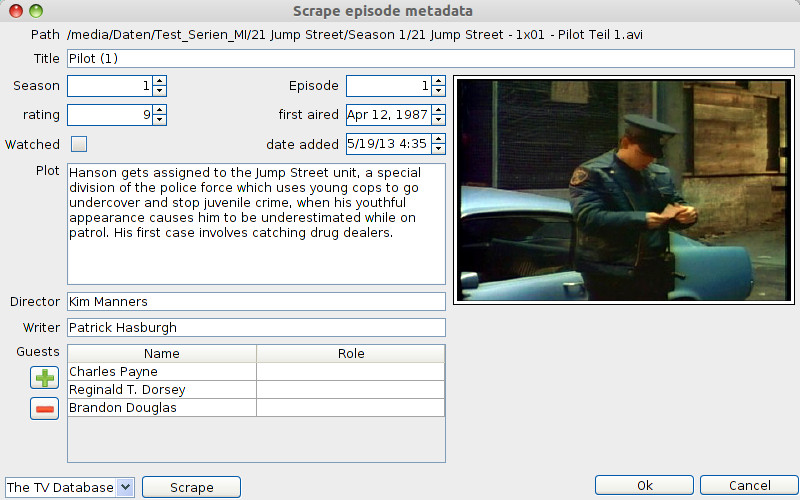 Scrape episode metadata
Path /media/Daten/Test_Serien_MI/21 Jump Street/Season 1/21 Jump Street - 1x01 - Pilot Teil 1.avi
Title Pilot (1)
Season 1 Episode 1
rating 9 first aired Apr 12, 1987
Watched date added 5/19/13 4:35
Plot Hanson gets assigned to the Jump Street unit, a special
division of the police force which uses young cops to go
undercover and stop juvenile crime, when his youthful
appearance causes him to be underestimated while on
patrol. His first case involves catching drug dealers.
Director Kim Manners
Writer Patrick Hasburgh
Guests Name Role
Charles Payne
Reginald T. Dorsey
Brandon Douglas
The TV Database Scrape Ok Cancel